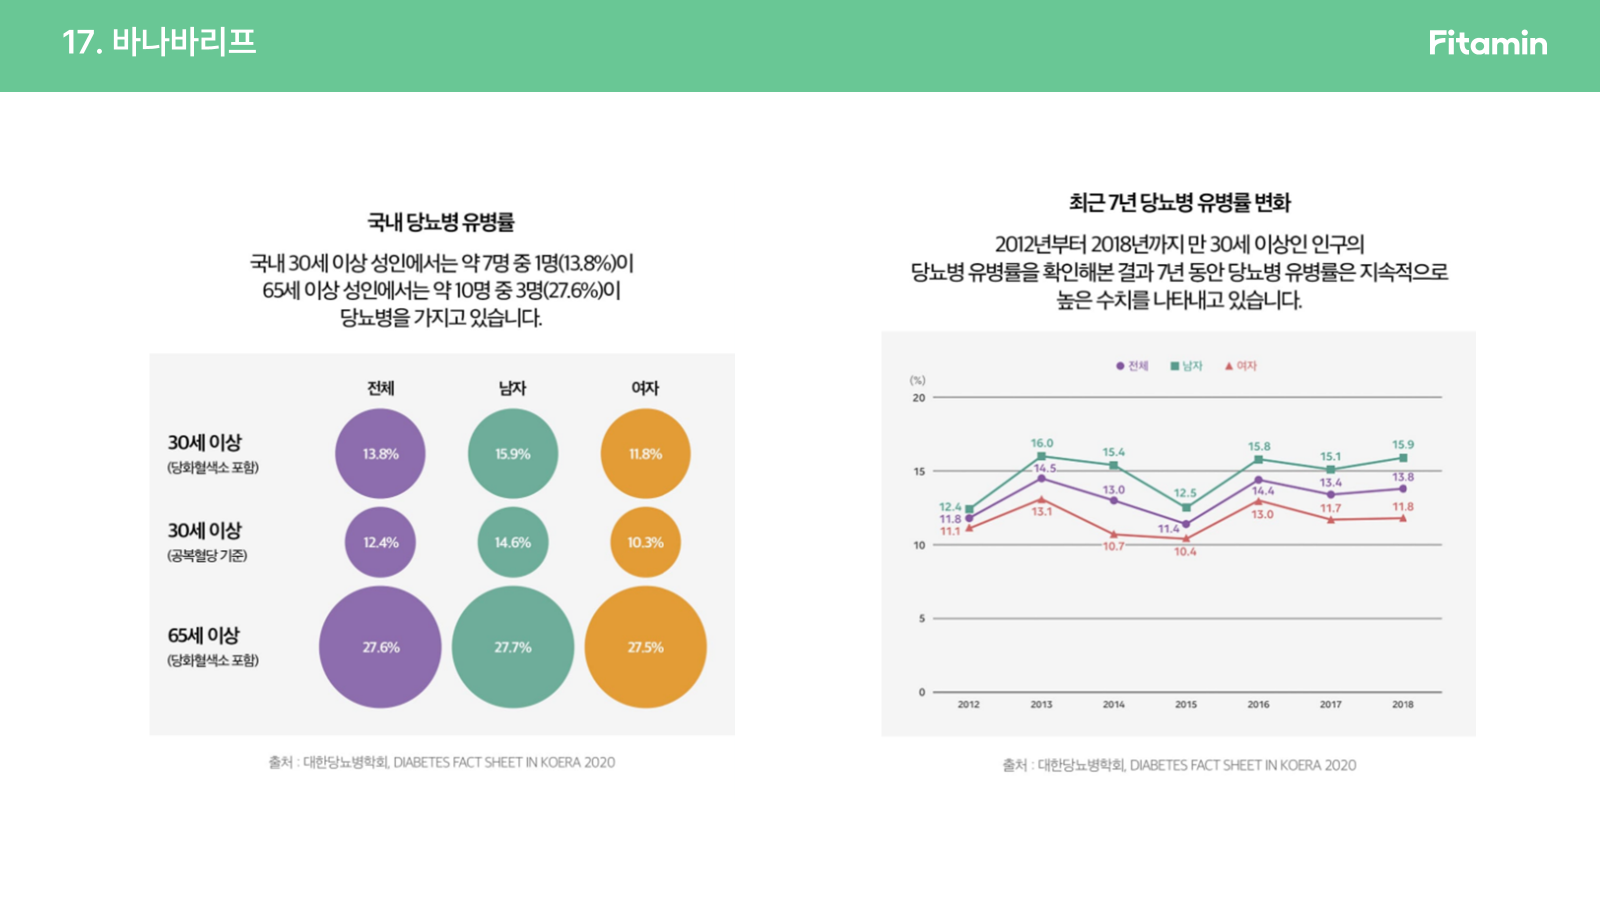 17. 바나바리프
Fitamin
국내 당뇨병 유병률
국내 30세 이상 성인에서는 약 7명 중 1명(13.8%)이
65세 이상 성인에서는 약 10명 중 3명(27.6%)이
당뇨병을 가지고 있습니다.
전체 남자 여자
30세 이상
(당화혈색소 포함)
13.8% 15.9% 11.8%
30세 이상
(공복혈당 기준)
12.4% 14.6% 10.3%
65세 이상
(당화혈색소 포함)
27.6% 27.7% 27.5%
출처 : 대한당뇨병학회, DIABETES FACT SHEET IN KOERA 2020
최근 7년 당뇨병 유병률 변화
2012년부터 2018년까지 만 30세 이상인 인구의
당뇨병 유병률을 확인해본 결과 7년 동안 당뇨병 유병률은 지속적으로
높은 수치를 나타내고 있습니다.
전체 남자 여자
(%)
20
15
10
5
0
12.4 16.0 15.4 12.5 15.8 15.1 15.9
11.8 14.5 13.0 11.4 14.4 13.4 13.8
11.1 13.1 10.7 10.4 13.0 11.7 11.8
2012 2013 2014 2015 2016 2017 2018
출처 : 대한당뇨병학회, DIABETES FACT SHEET IN KOERA 2020